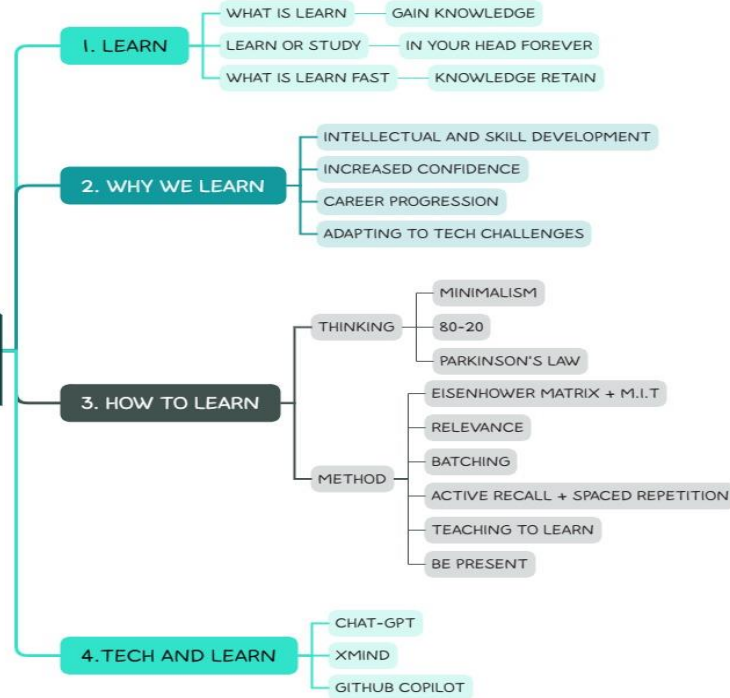 1. LEARN
WHAT IS LEARN
GAIN KNOWLEDGE
LEARN OR STUDY
IN YOUR HEAD FOREVER
WHAT IS LEARN FAST
KNOWLEDGE RETAIN
2. WHY WE LEARN
INTELLECTUAL AND SKILL DEVELOPMENT
INCREASED CONFIDENCE
CAREER PROGRESSION
ADAPTING TO TECH CHALLENGES
3. HOW TO LEARN
THINKING
MINIMALISM
80-20
PARKINSON'S LAW
METHOD
EISENHOWER MATRIX + M.I.T
RELEVANCE
BATCHING
ACTIVE RECALL + SPACED REPETITION
TEACHING TO LEARN
BE PRESENT
4.TECH AND LEARN
CHAT-GPT
XMIND
GITHUB COPILOT